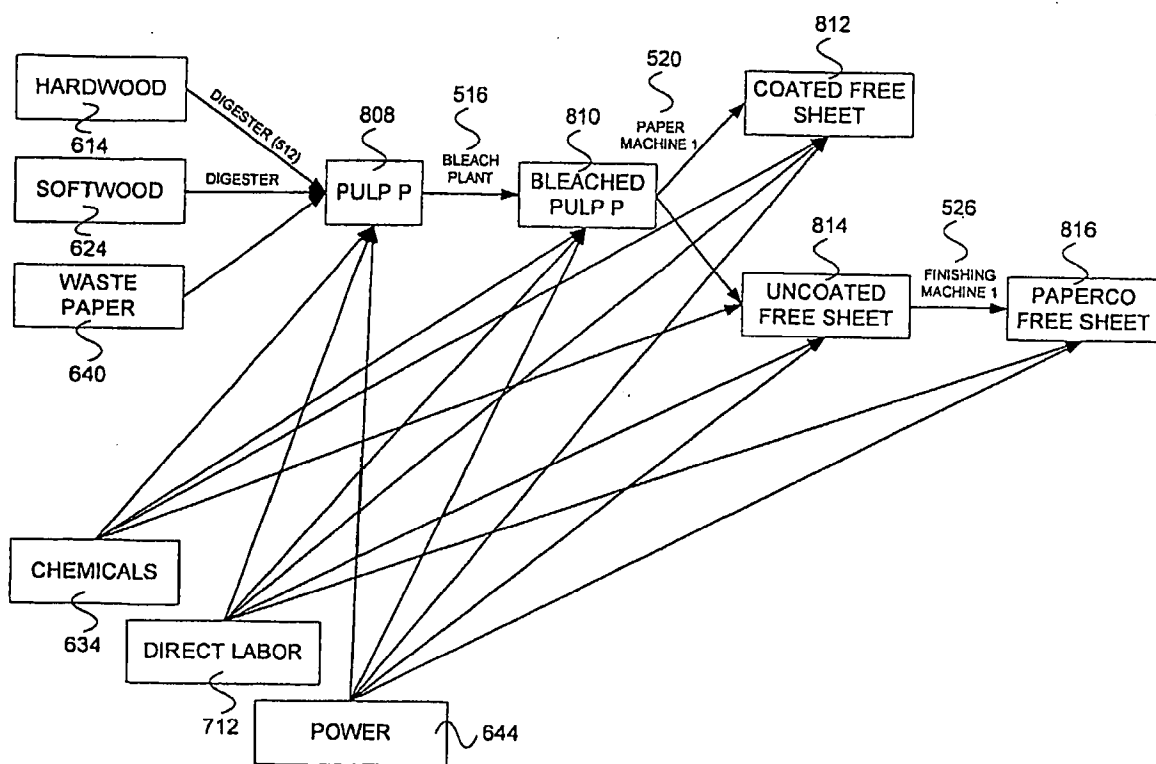 812
520
HARDWOOD
614
DIGESTER (512)
808
516
810
PAPER
MACHINE 1
COATED FREE
SHEET
BLEACH
PLANT
SOFTWOOD
624
DIGESTER
PULP P
BLEACHED
PULP P
814
526
816
WASTE
PAPER
640
UNCOATED
FREE SHEET
FINISHING
MACHINE 1
PAPERCO
FREE SHEET
CHEMICALS
634
DIRECT LABOR
712
POWER
644